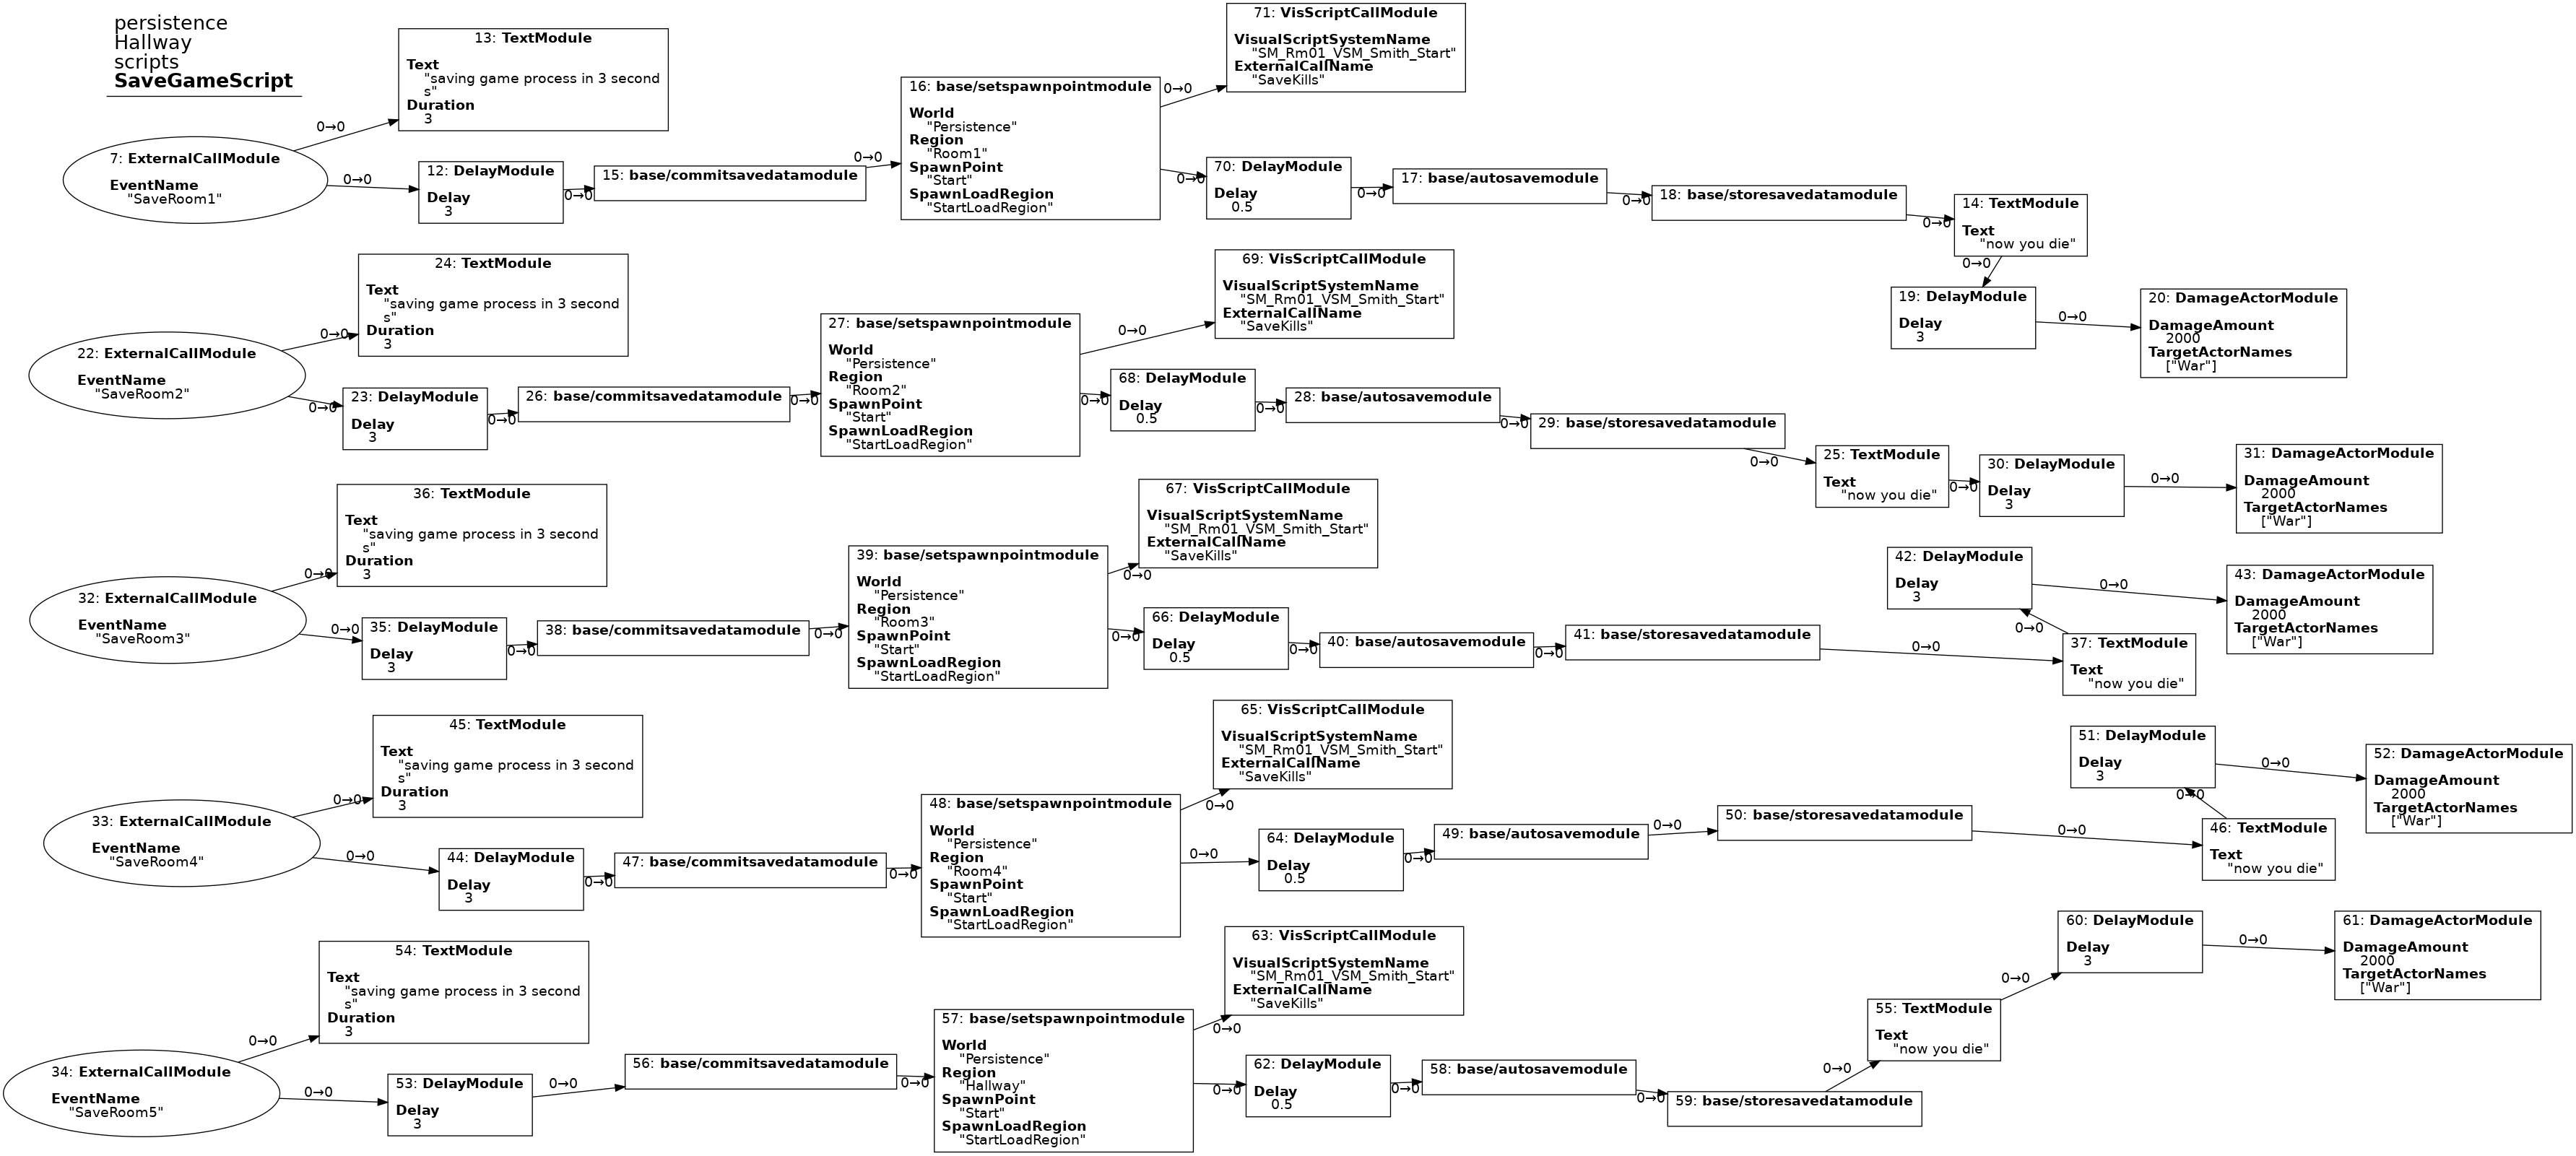 persistence
Hallway
scripts
SaveGameScript
7: ExternalCallModule
EventName
"SaveRoom1"
0→0
0→0
13: TextModule
Text
"saving game process in 3 second
s"
Duration
3
12: DelayModule
Delay
3
0→0
15: base/commitsavedatamodule
0→0
16: base/setspawnpointmodule
World
"Persistence"
Region
"Room1"
SpawnPoint
"Start"
SpawnLoadRegion
"StartLoadRegion"
0→0
0→0
71: VisScriptCallModule
VisualScriptSystemName
"SM_Rm01_VSM_Smith_Start"
ExternalCallName
"SaveKills"
70: DelayModule
Delay
0.5
0→0
17: base/autosavemodule
0→0
18: base/storesavedatamodule
0→0
14: TextModule
Text
"now you die"
0→0
19: DelayModule
Delay
3
0→0
20: DamageActorModule
DamageAmount
2000
TargetActorNames
["War"]
22: ExternalCallModule
EventName
"SaveRoom2"
0→0
0→0
24: TextModule
Text
"saving game process in 3 second
s"
Duration
3
23: DelayModule
Delay
3
0→0
26: base/commitsavedatamodule
0→0
27: base/setspawnpointmodule
World
"Persistence"
Region
"Room2"
SpawnPoint
"Start"
SpawnLoadRegion
"StartLoadRegion"
0→0
0→0
69: VisScriptCallModule
VisualScriptSystemName
"SM_Rm01_VSM_Smith_Start"
ExternalCallName
"SaveKills"
68: DelayModule
Delay
0.5
0→0
28: base/autosavemodule
0→0
29: base/storesavedatamodule
0→0
25: TextModule
Text
"now you die"
0→0
30: DelayModule
Delay
3
0→0
31: DamageActorModule
DamageAmount
2000
TargetActorNames
["War"]
32: ExternalCallModule
EventName
"SaveRoom3"
0→0
0→0
36: TextModule
Text
"saving game process in 3 second
s"
Duration
3
35: DelayModule
Delay
3
0→0
38: base/commitsavedatamodule
0→0
39: base/setspawnpointmodule
World
"Persistence"
Region
"Room3"
SpawnPoint
"Start"
SpawnLoadRegion
"StartLoadRegion"
0→0
0→0
67: VisScriptCallModule
VisualScriptSystemName
"SM_Rm01_VSM_Smith_Start"
ExternalCallName
"SaveKills"
66: DelayModule
Delay
0.5
0→0
40: base/autosavemodule
0→0
41: base/storesavedatamodule
0→0
37: TextModule
Text
"now you die"
0→0
42: DelayModule
Delay
3
0→0
43: DamageActorModule
DamageAmount
2000
TargetActorNames
["War"]
33: ExternalCallModule
EventName
"SaveRoom4"
0→0
0→0
45: TextModule
Text
"saving game process in 3 second
s"
Duration
3
44: DelayModule
Delay
3
0→0
47: base/commitsavedatamodule
0→0
48: base/setspawnpointmodule
World
"Persistence"
Region
"Room4"
SpawnPoint
"Start"
SpawnLoadRegion
"StartLoadRegion"
0→0
0→0
65: VisScriptCallModule
VisualScriptSystemName
"SM_Rm01_VSM_Smith_Start"
ExternalCallName
"SaveKills"
64: DelayModule
Delay
0.5
0→0
49: base/autosavemodule
0→0
50: base/storesavedatamodule
0→0
46: TextModule
Text
"now you die"
0→0
51: DelayModule
Delay
3
0→0
52: DamageActorModule
DamageAmount
2000
TargetActorNames
["War"]
34: ExternalCallModule
EventName
"SaveRoom5"
0→0
0→0
54: TextModule
Text
"saving game process in 3 second
s"
Duration
3
53: DelayModule
Delay
3
0→0
56: base/commitsavedatamodule
0→0
57: base/setspawnpointmodule
World
"Persistence"
Region
"Hallway"
SpawnPoint
"Start"
SpawnLoadRegion
"StartLoadRegion"
0→0
0→0
63: VisScriptCallModule
VisualScriptSystemName
"SM_Rm01_VSM_Smith_Start"
ExternalCallName
"SaveKills"
62: DelayModule
Delay
0.5
0→0
58: base/autosavemodule
0→0
59: base/storesavedatamodule
0→0
55: TextModule
Text
"now you die"
0→0
60: DelayModule
Delay
3
0→0
61: DamageActorModule
DamageAmount
2000
TargetActorNames
["War"]